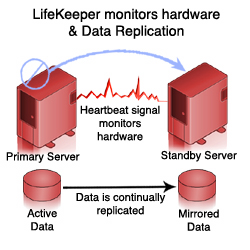 LifeKeeper monitors hardware
& Data Replication
Heartbeat signal
monitors
hardware
Primary Server
Standby Server
Data is continually
replicated
Active
Data
Mirrored
Data